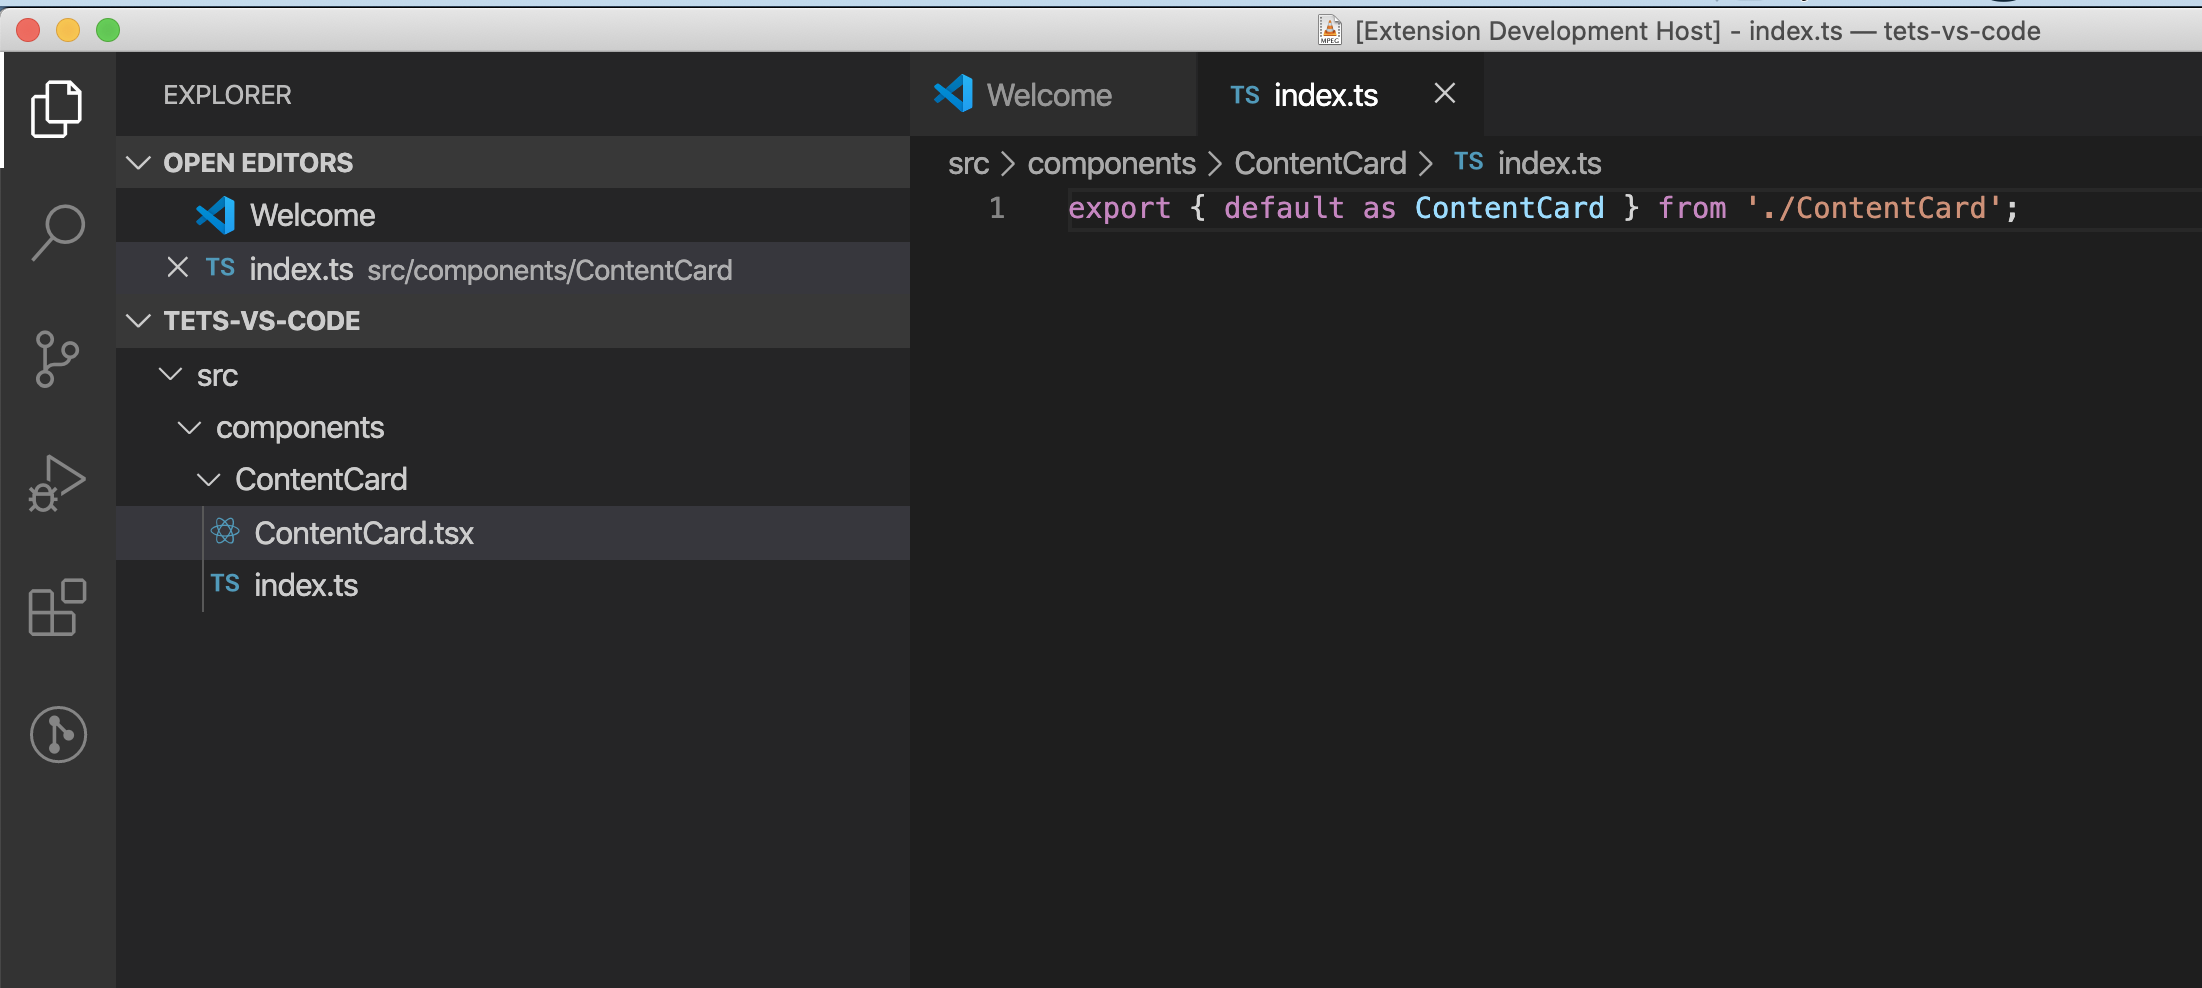 [Extension Development Host] - index.ts — tets-vs-code
EXPLORER
OPEN EDITORS
Welcome
TS index.ts src/components/ContentCard
TETS-VS-CODE
src
components
ContentCard
ContentCard.tsx
TS index.ts
Welcome
TS index.ts
src > components > ContentCard > TS index.ts
1 export { default as ContentCard } from './ContentCard';